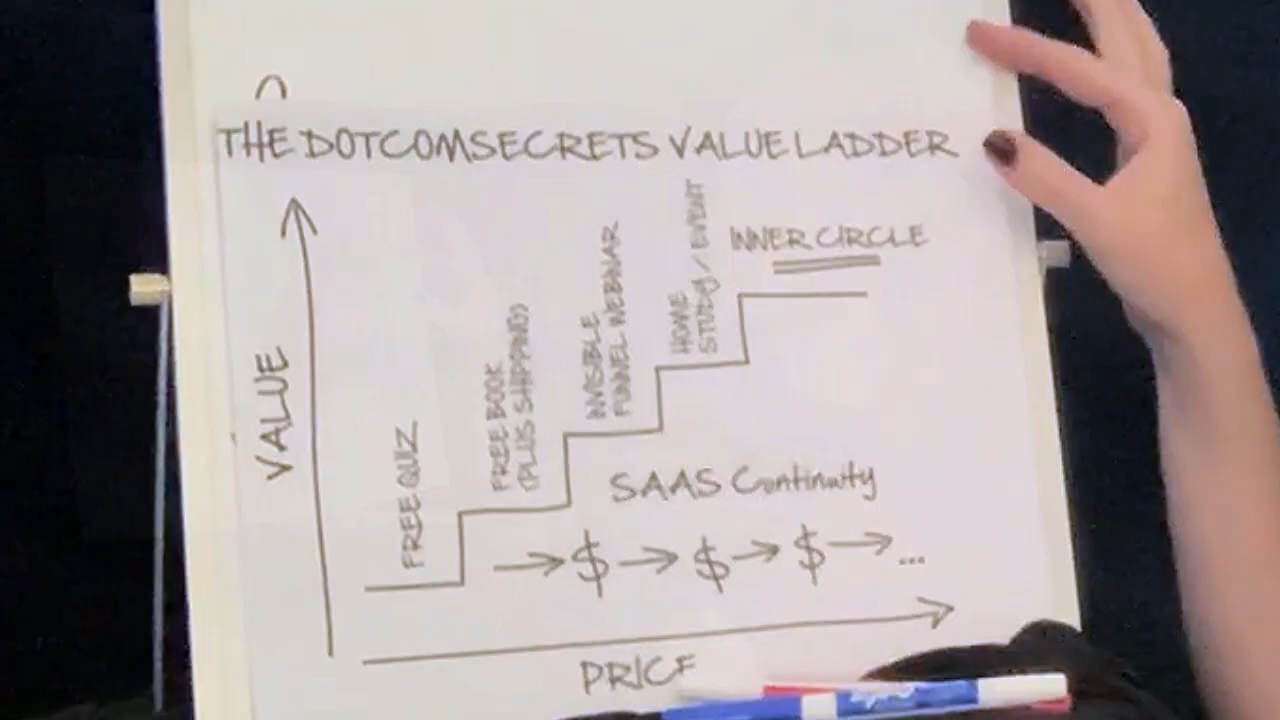 THE DOTCOMSECRETS VALUE LADDER
VALUE
FREE QUIZ
FREE BOOK
(PLUS SHIPPING)
INVISIBLE
FUNNEL WEBINAR
HOME
STUDY / EVENT
INNER CIRCLE
SAAS Continuity
→ $ → $ → $ → ...
PRICE